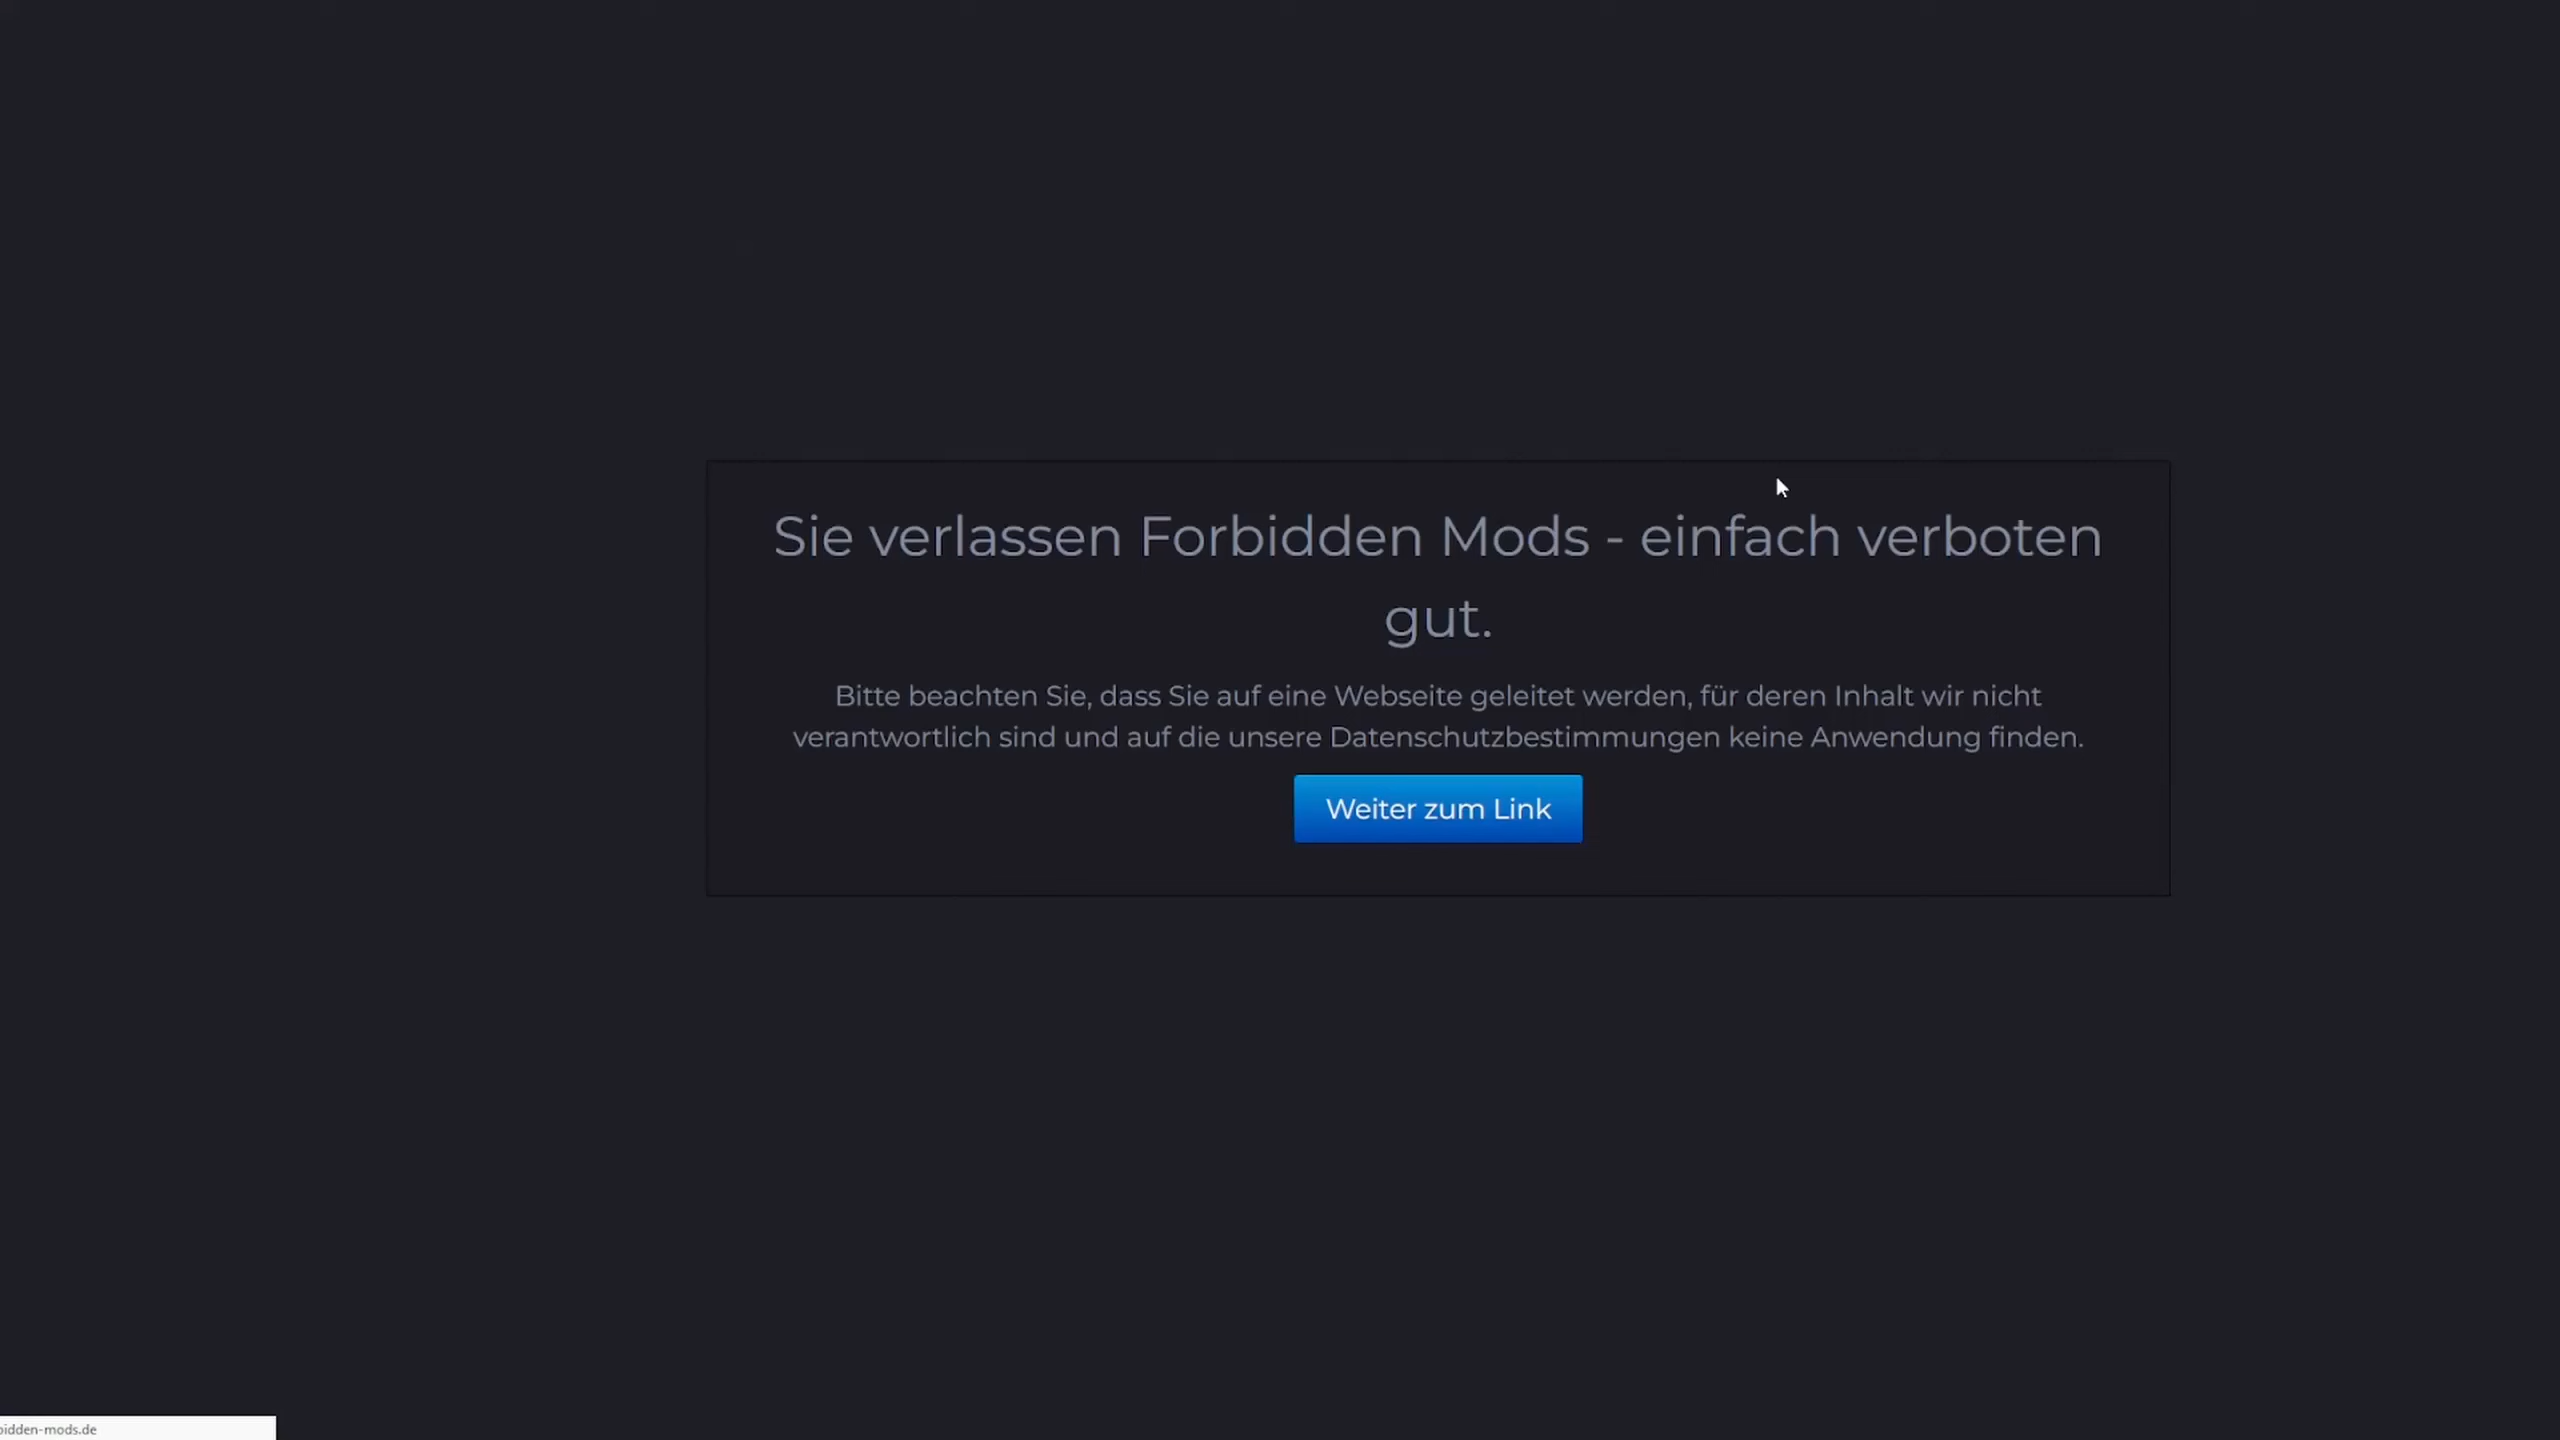 Sie verlassen Forbidden Mods - einfach verboten
gut.
Bitte beachten Sie, dass Sie auf eine Webseite geleitet werden, für deren Inhalt wir nicht
verantwortlich sind und auf die unsere Datenschutzbestimmungen keine Anwendung finden.
Weiter zum Link
bidden-mods.de